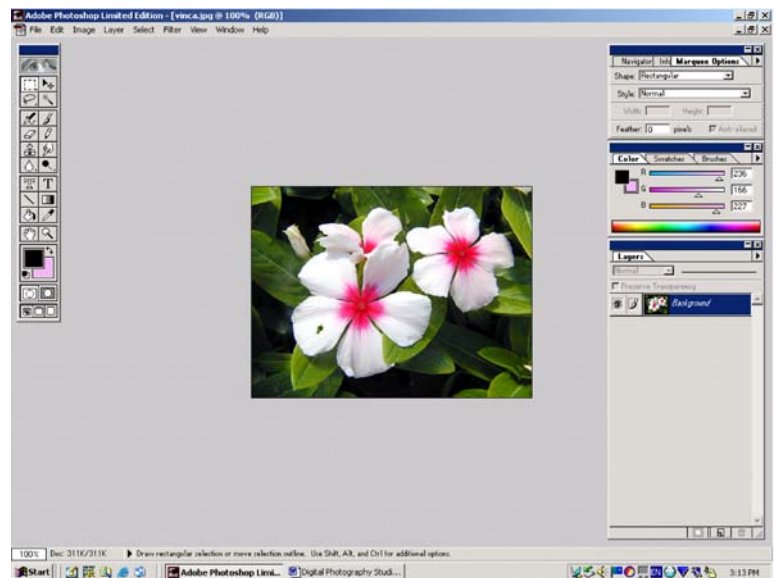 Adobe Photoshop Limited Edition - [vinca.jpg @ 100% (RGB)]
File Edit Image Layer Select Filter View Window Help
Navigator Info Marquee Options
Shape: Rectangular
Style: Normal
Width: Height:
Feather: 0 pixels Anti-aliased
Color Swatches Brushes
R 236
G 166
B 227
Layers
Normal
Preserve Transparency
Background
T T
100% Doc: 311K/311K Draw rectangular selection or move selection outline. Use Shift, Alt, and Ctrl for additional options.
Start Adobe Photoshop Limi... Digital Photography Studi... 3:13 PM